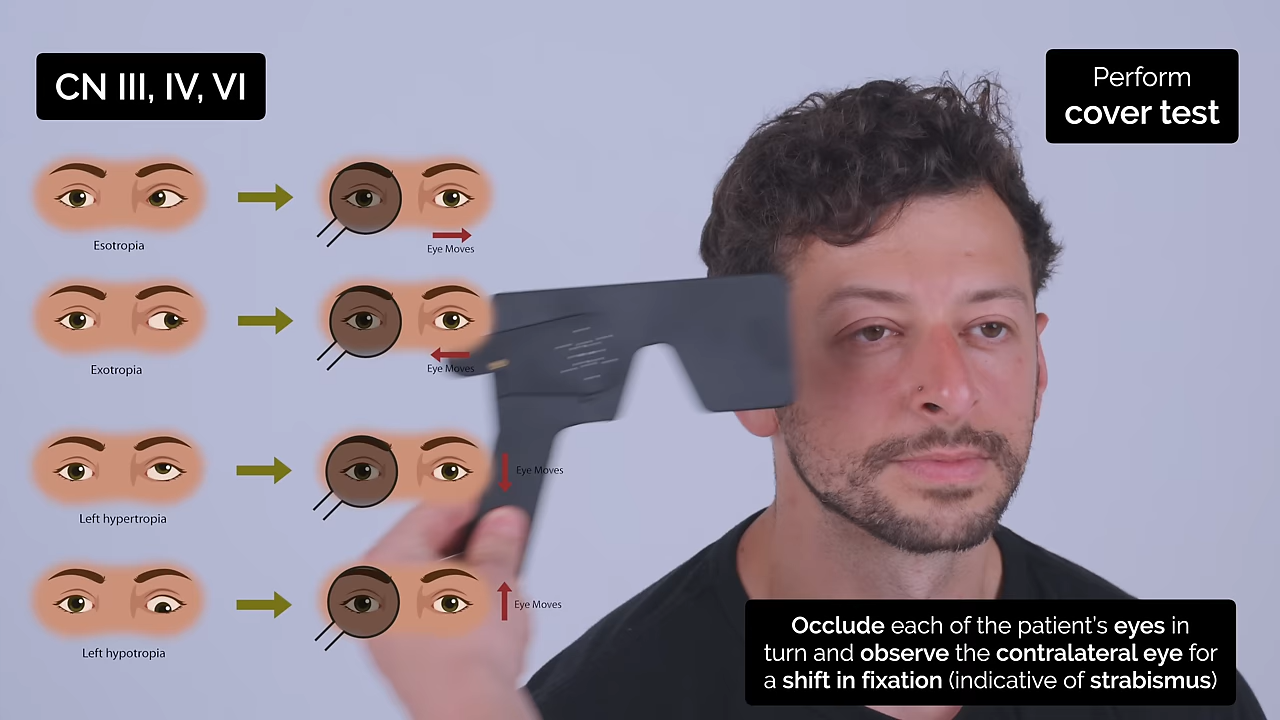 CN III, IV, VI
Perform
cover test
Esotropia
Eye Moves
Exotropia
Eye Moves
Left hypertropia
Eye Moves
Left hypotropia
Eye Moves
Occlude each of the patient's eyes in
turn and observe the contralateral eye for
a shift in fixation (indicative of strabismus)